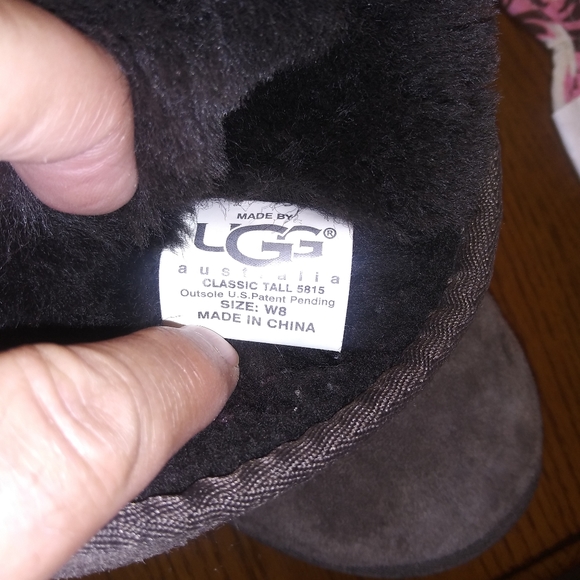 MADE BY
UGG®
australia
CLASSIC TALL 5815
Outsole U.S.Patent Pending
SIZE: W8
MADE IN CHINA